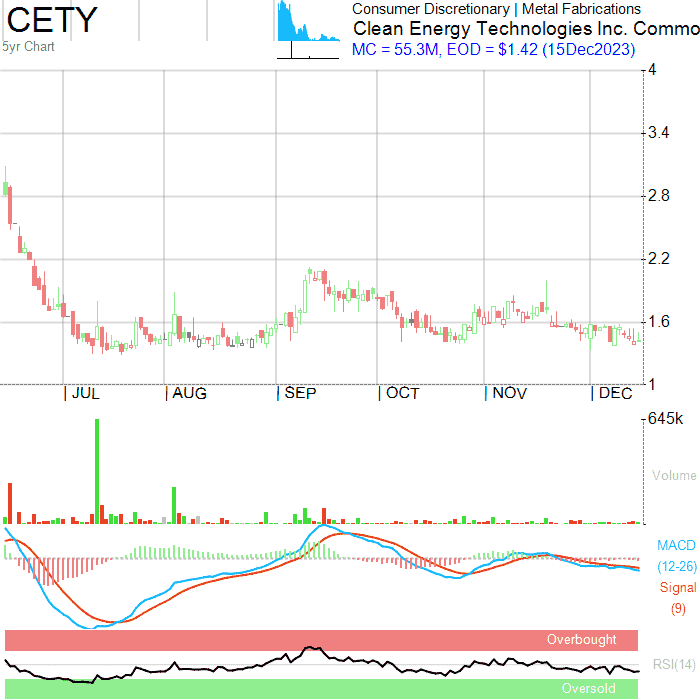 CETY
5yr Chart
Consumer Discretionary | Metal Fabrications
Clean Energy Technologies Inc. Commo
MC = 55.3M, EOD = $1.42 (15Dec2023)
4
3.4
2.8
2.2
1.6
1
JUL AUG SEP OCT NOV DEC
645k
Volume
MACD
(12-26)
Signal
(9)
Overbought
RSI(14)
Oversold